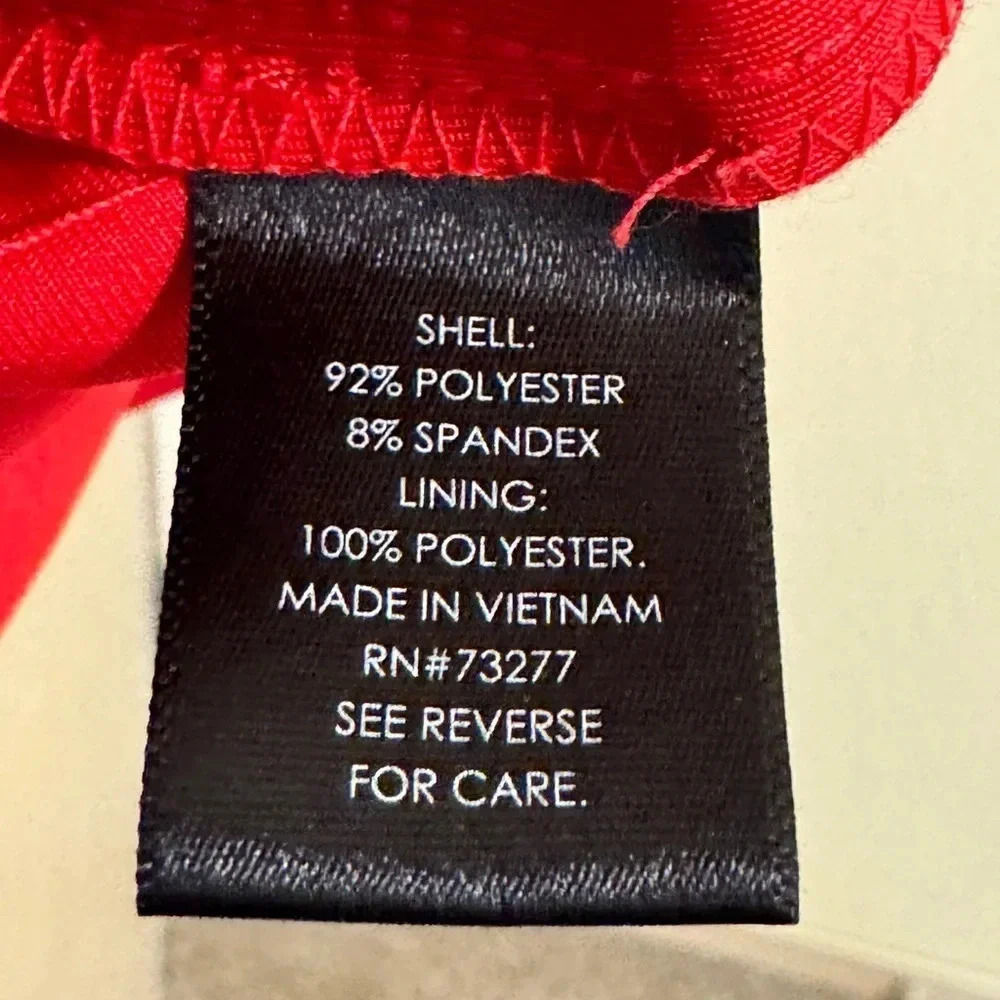 SHELL:
92% POLYESTER
8% SPANDEX
LINING:
100% POLYESTER.
MADE IN VIETNAM
RN#73277
SEE REVERSE
FOR CARE.